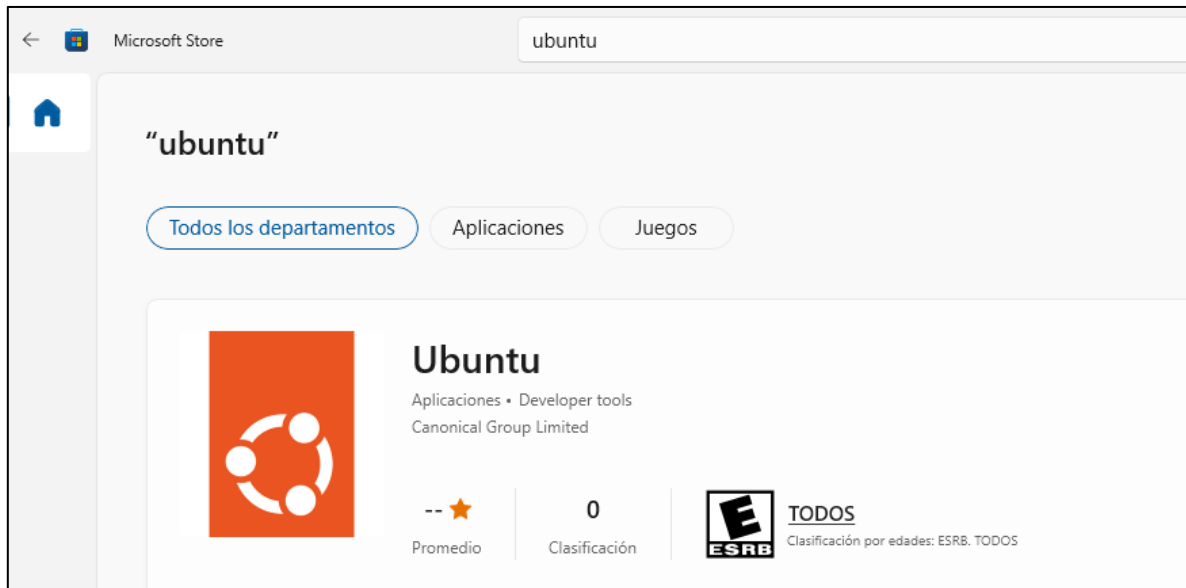 Microsoft Store
ubuntu
“ubuntu”
Todos los departamentos
Aplicaciones
Juegos
Ubuntu
Aplicaciones • Developer tools
Canonical Group Limited
-- 0
Promedio Clasificación
E
ESRB
TODOS
Clasificación por edades: ESRB. TODOS